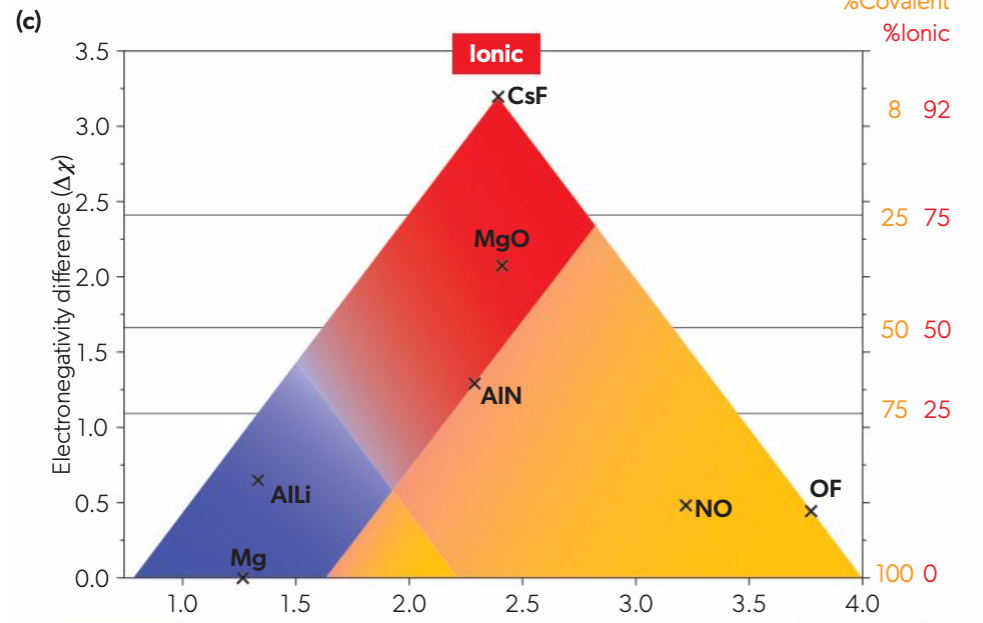 (c)
%Covalent
%Ionic
Ionic
3.5
CsF
3.0
8 92
2.5
25 75
MgO
2.0
50 50
1.5
AlN
75 25
1.0
AlLi
0.5
NO
OF
Mg
0.0
100 0
1.0 1.5 2.0 2.5 3.0 3.5 4.0
Electronegativity difference (Δχ)